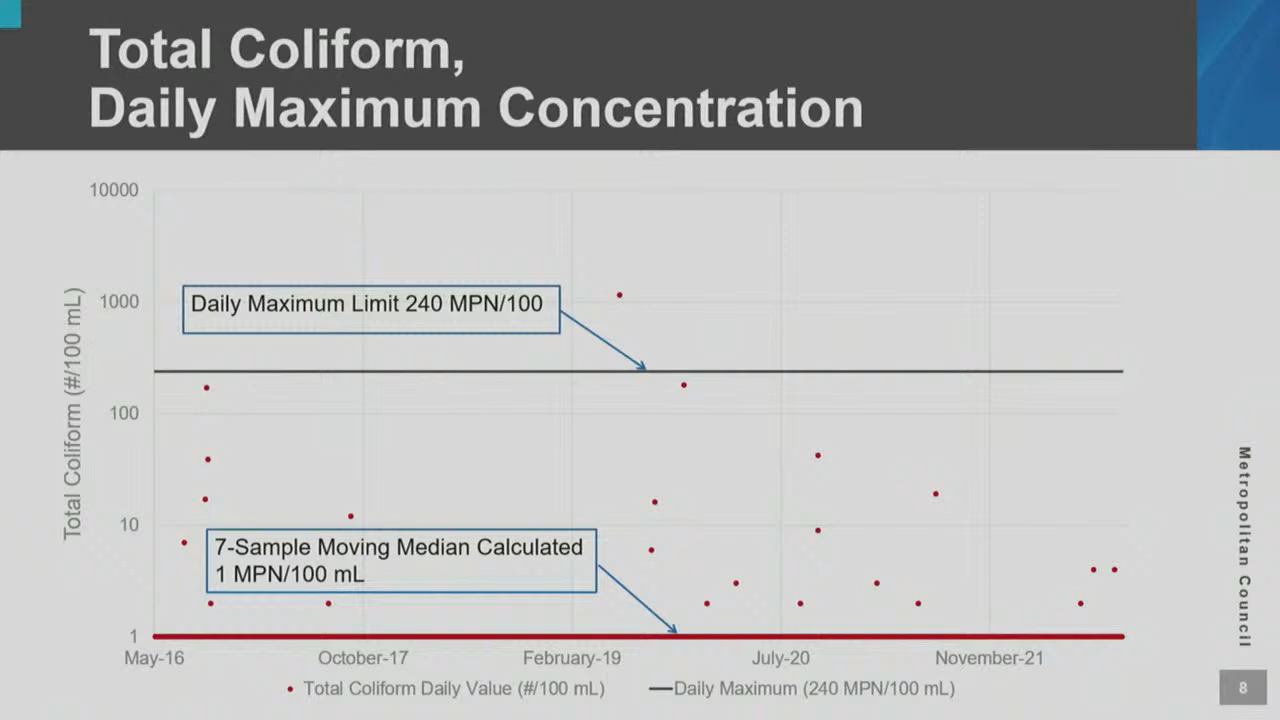 Total Coliform,
Daily Maximum Concentration
10000
1000
100
10
1
Total Coliform (#/100 mL)
Daily Maximum Limit 240 MPN/100
7-Sample Moving Median Calculated
1 MPN/100 mL
May-16
October-17
February-19
July-20
November-21
Total Coliform Daily Value (#/100 mL)
Daily Maximum (240 MPN/100 mL)
Metropolitan Council
8